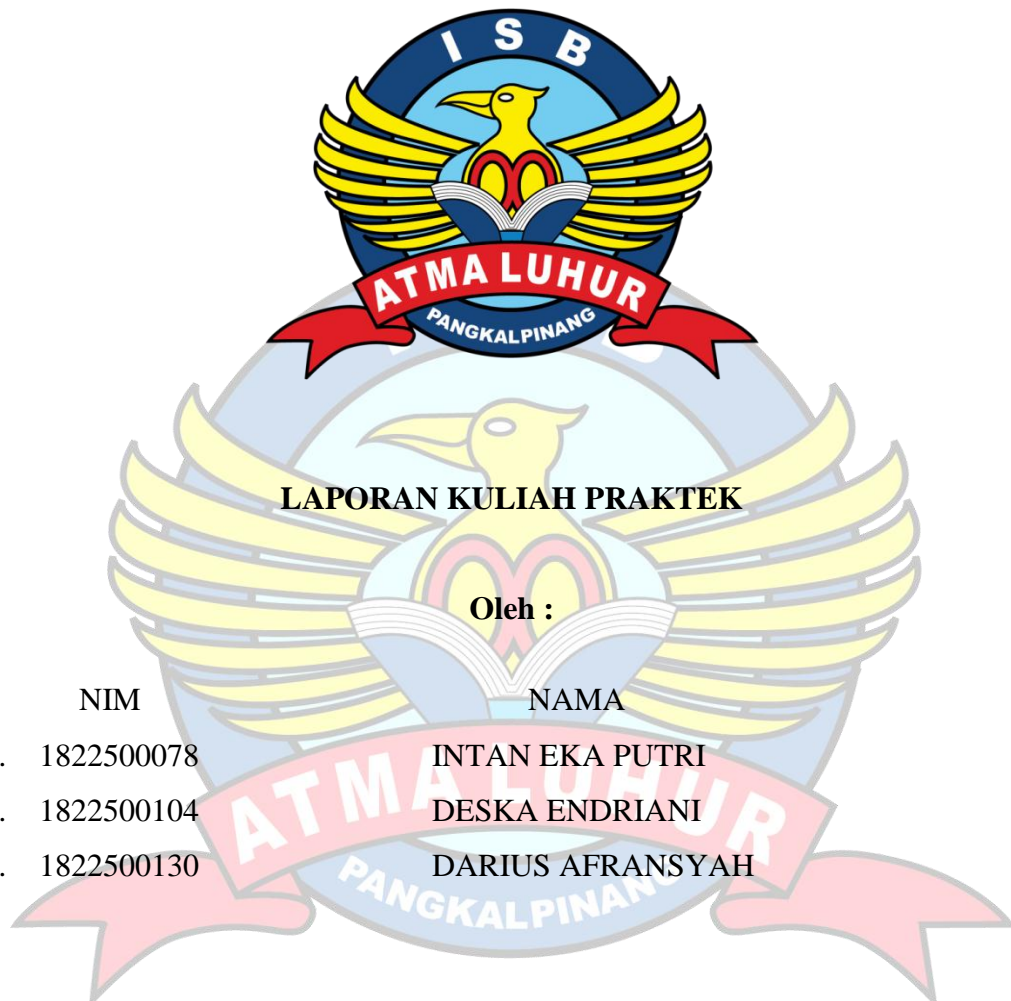 ISB
ATMA LUHUR
PANGKALPINANG
LAPORAN KULIAH PRAKTEK
Oleh :
NIM NAMA
. 1822500078 INTAN EKA PUTRI
. 1822500104 DESKA ENDRIANI
. 1822500130 DARIUS AFRANSYAH
ATMA LUHUR
PANGKALPINANG